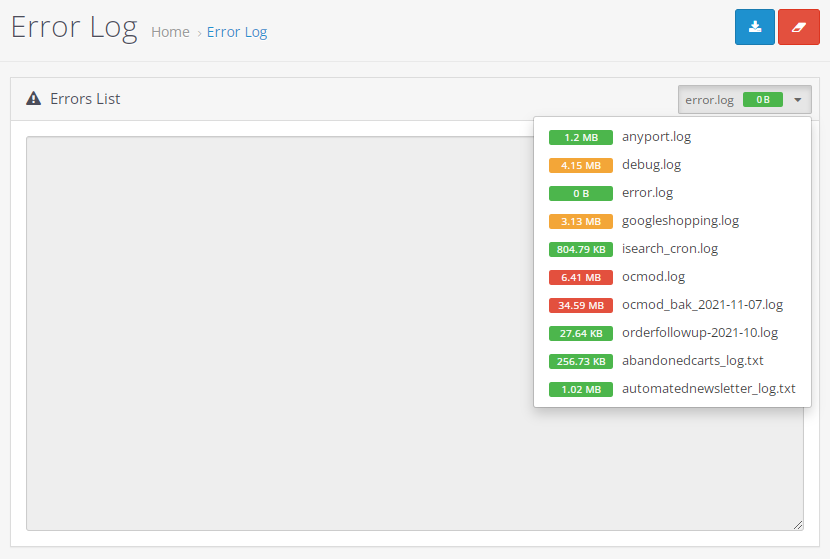 Error Log Home › Error Log
Errors List error.log 0 B
1.2 MB anyport.log
4.15 MB debug.log
0 B error.log
3.13 MB googleshopping.log
804.79 KB isearch_cron.log
6.41 MB ocmod.log
34.59 MB ocmod_bak_2021-11-07.log
27.64 KB orderfollowup-2021-10.log
256.73 KB abandonedcarts_log.txt
1.02 MB automatednewsletter_log.txt